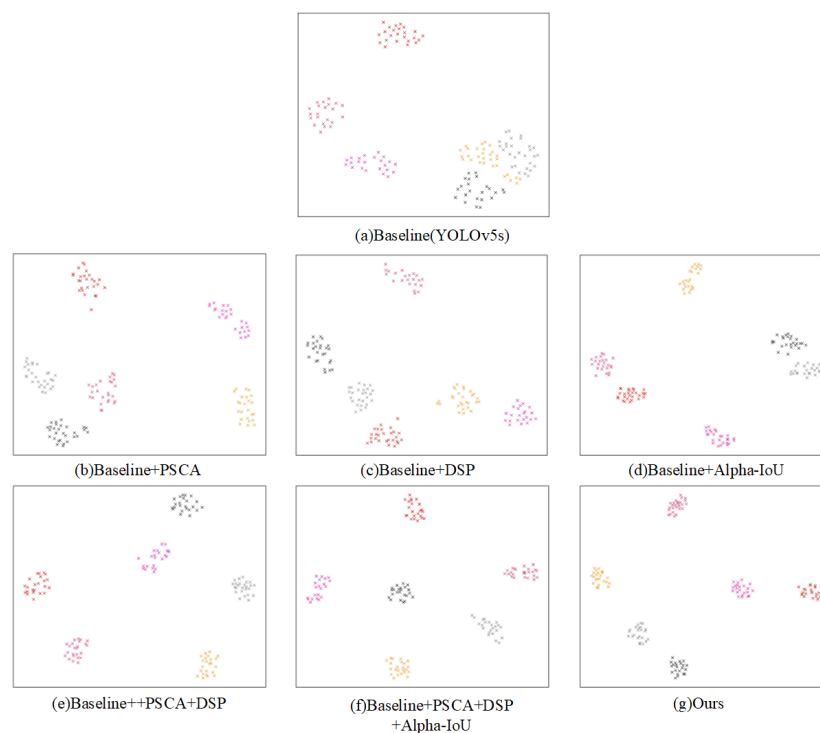 (a)Baseline(YOLOv5s)
(b)Baseline+PSCA
(c)Baseline+DSP
(d)Baseline+Alpha-IoU
(e)Baseline++PSCA+DSP
(f)Baseline+PSCA+DSP
+Alpha-IoU
(g)Ours